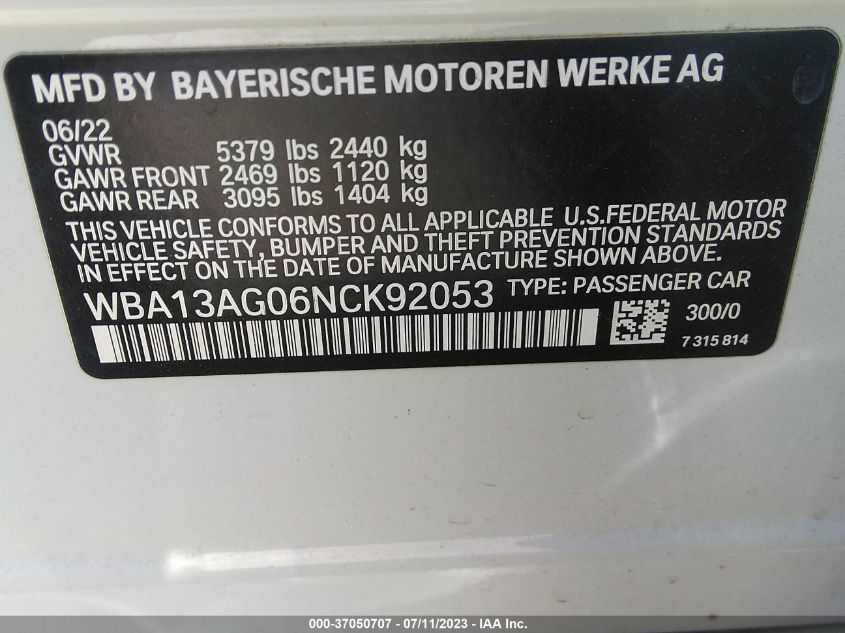 MFD BY BAYERISCHE MOTOREN WERKE AG
06/22
GVWR 5379 lbs 2440 kg
GAWR FRONT 2469 lbs 1120 kg
GAWR REAR 3095 lbs 1404 kg
THIS VEHICLE CONFORMS TO ALL APPLICABLE U.S.FEDERAL MOTOR
VEHICLE SAFETY, BUMPER AND THEFT PREVENTION STANDARDS
IN EFFECT ON THE DATE OF MANUFACTURE SHOWN ABOVE.
WBA13AG06NCK92053 TYPE: PASSENGER CAR
300/0
7 315 814
000-37050707 - 07/11/2023 - IAA Inc.